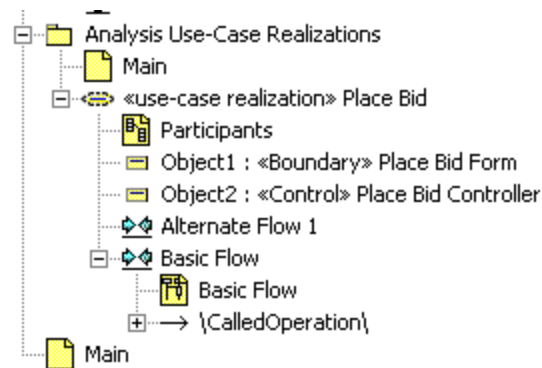 Analysis Use-Case Realizations
Main
«use-case realization» Place Bid
Participants
Object1 : «Boundary» Place Bid Form
Object2 : «Control» Place Bid Controller
Alternate Flow 1
Basic Flow
Basic Flow
\CalledOperation\
Main